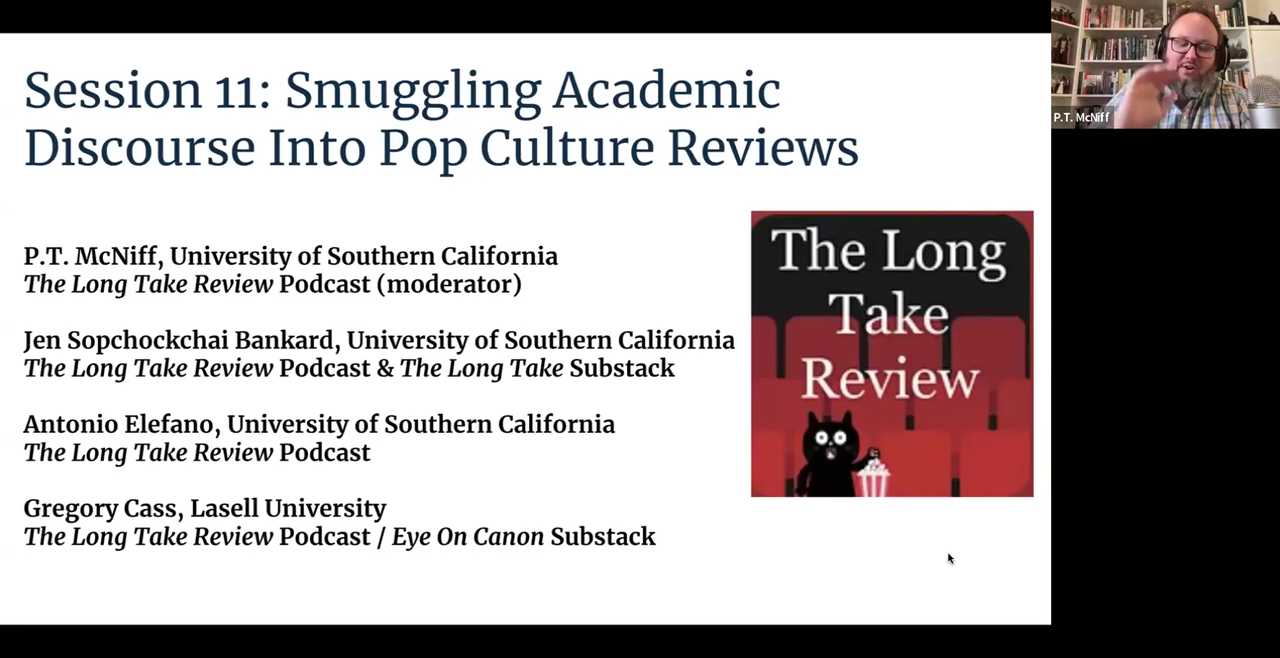 Session 11: Smuggling Academic
Discourse Into Pop Culture Reviews
P.T. McNiff, University of Southern California
The Long Take Review Podcast (moderator)
Jen Sopchockchai Bankard, University of Southern California
The Long Take Review Podcast & The Long Take Substack
Antonio Elefano, University of Southern California
The Long Take Review Podcast
Gregory Cass, Lasell University
The Long Take Review Podcast / Eye On Canon Substack
The Long
Take
Review
P.T. McNiff